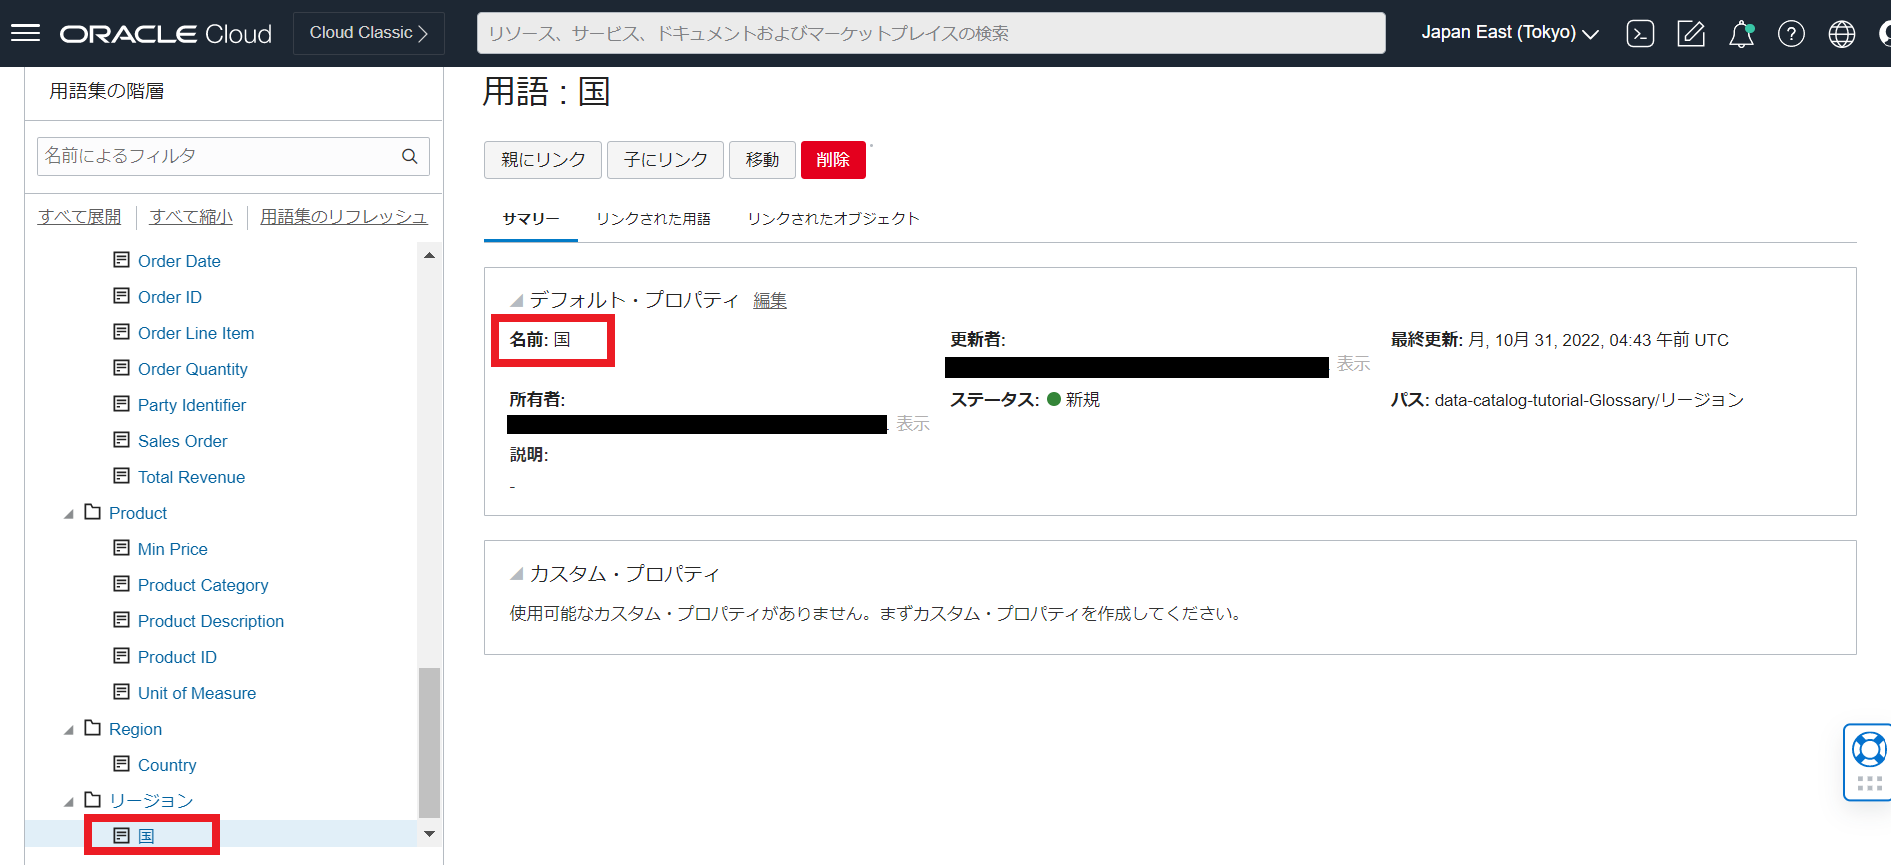 ORACLE Cloud
Cloud Classic
リソース、サービス、ドキュメントおよびマーケットプレイスの検索
Japan East (Tokyo)
用語集の階層
名前によるフィルタ
すべて展開
すべて縮小
用語集のリフレッシュ
Order Date
Order ID
Order Line Item
Order Quantity
Party Identifier
Sales Order
Total Revenue
Product
Min Price
Product Category
Product Description
Product ID
Unit of Measure
Region
Country
リージョン
国
用語 : 国
親にリンク
子にリンク
移動
削除
サマリー
リンクされた用語
リンクされたオブジェクト
デフォルト・プロパティ 編集
名前: 国
更新者:
表示
最終更新: 月, 10月 31, 2022, 04:43 午前 UTC
所有者:
表示
ステータス: 新規
パス: data-catalog-tutorial-Glossary/リージョン
説明:
-
カスタム・プロパティ
使用可能なカスタム・プロパティがありません。まずカスタム・プロパティを作成してください。